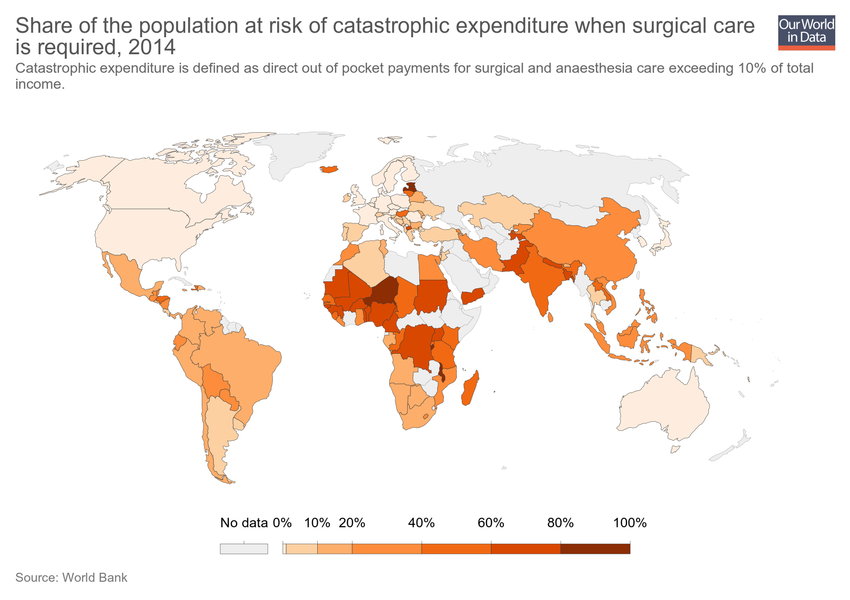 Share of the population at risk of catastrophic expenditure when surgical care
is required, 2014
Our World
in Data
Catastrophic expenditure is defined as direct out of pocket payments for surgical and anaesthesia care exceeding 10% of total
income.
No data 0% 10% 20% 40% 60% 80% 100%
Source: World Bank